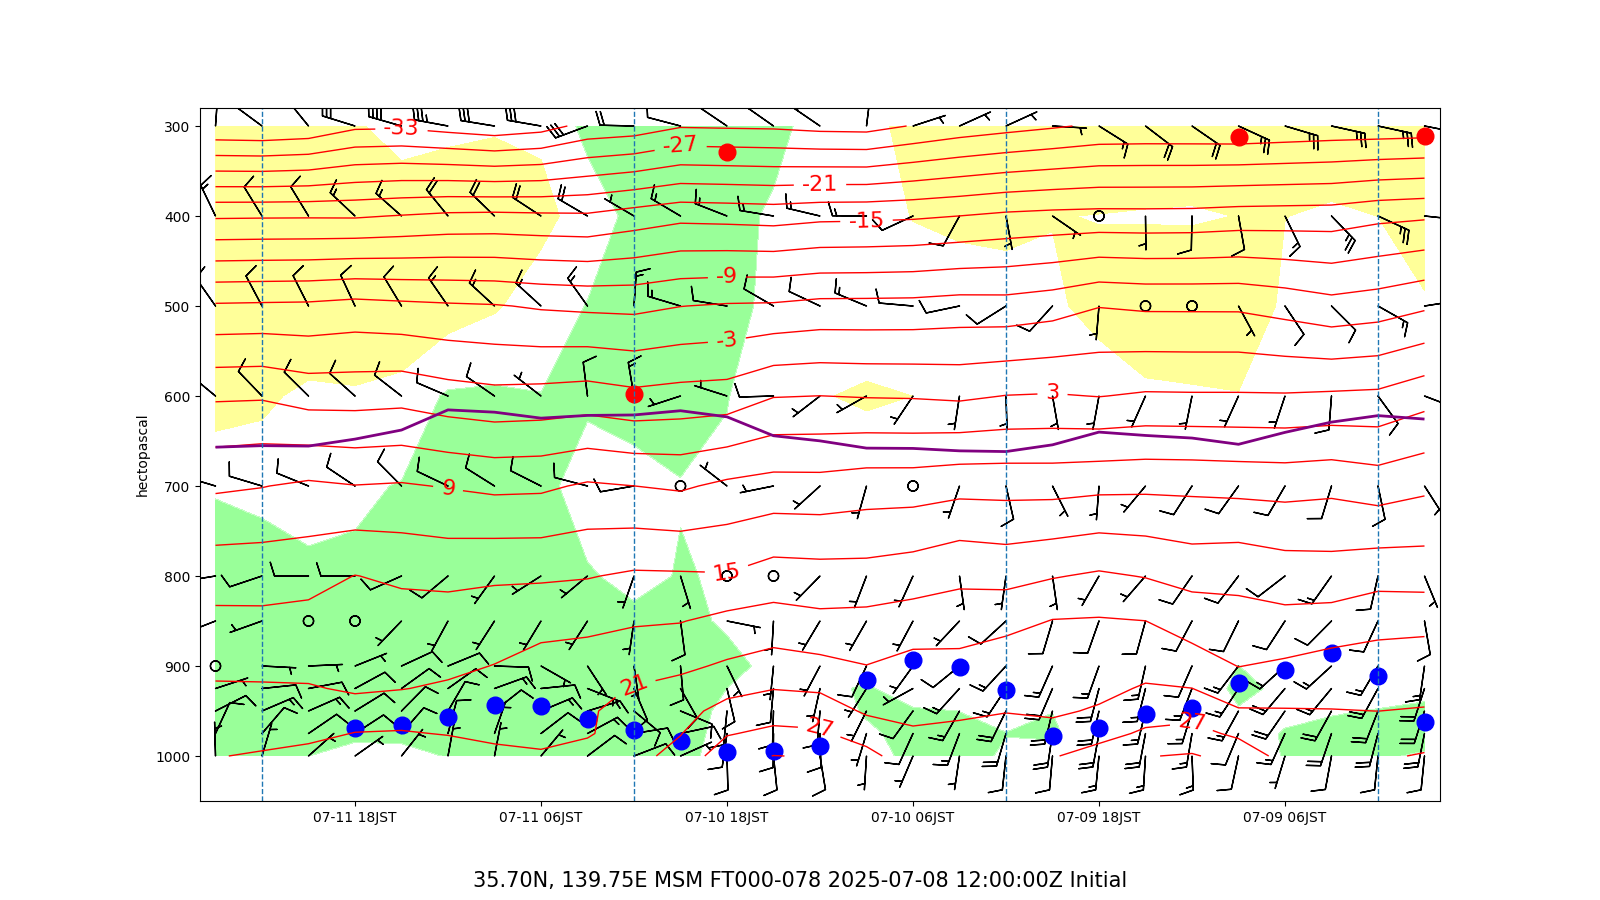 300
400
500
600
700
800
900
1000
hectopascal
-33
-27
-21
-15
-9
-3
3
9
15
21
27
27
07-11 18JST
07-11 06JST
07-10 18JST
07-10 06JST
07-09 18JST
07-09 06JST
35.70N, 139.75E MSM FT000-078 2025-07-08 12:00:00Z Initial